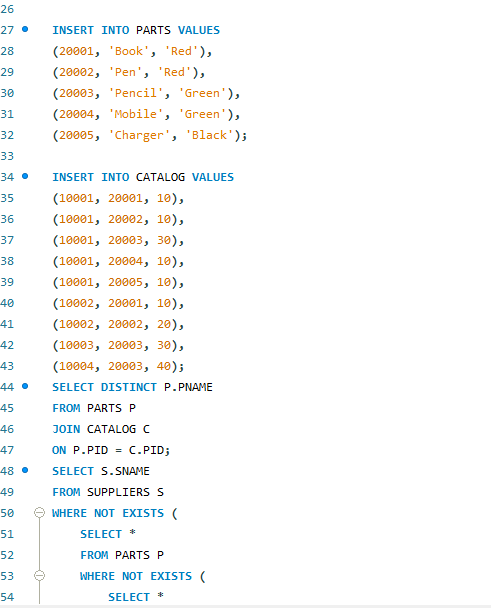 26
27 INSERT INTO PARTS VALUES
28 (20001, 'Book', 'Red'),
29 (20002, 'Pen', 'Red'),
30 (20003, 'Pencil', 'Green'),
31 (20004, 'Mobile', 'Green'),
32 (20005, 'Charger', 'Black');
33
34 INSERT INTO CATALOG VALUES
35 (10001, 20001, 10),
36 (10001, 20002, 10),
37 (10001, 20003, 30),
38 (10001, 20004, 10),
39 (10001, 20005, 10),
40 (10002, 20001, 10),
41 (10002, 20002, 20),
42 (10003, 20003, 30),
43 (10004, 20003, 40);
44 SELECT DISTINCT P.PNAME
45 FROM PARTS P
46 JOIN CATALOG C
47 ON P.PID = C.PID;
48 SELECT S.SNAME
49 FROM SUPPLIERS S
50 WHERE NOT EXISTS (
51 SELECT *
52 FROM PARTS P
53 WHERE NOT EXISTS (
54 SELECT *